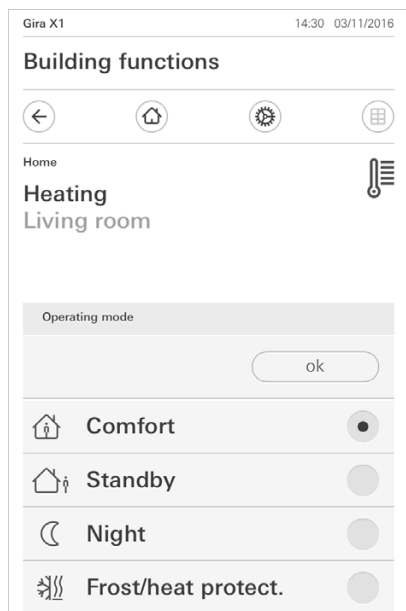 Gira X1 14:30 03/11/2016
Building functions
Home
Heating
Living room
Operating mode
ok
Comfort
Standby
Night
Frost/heat protect.